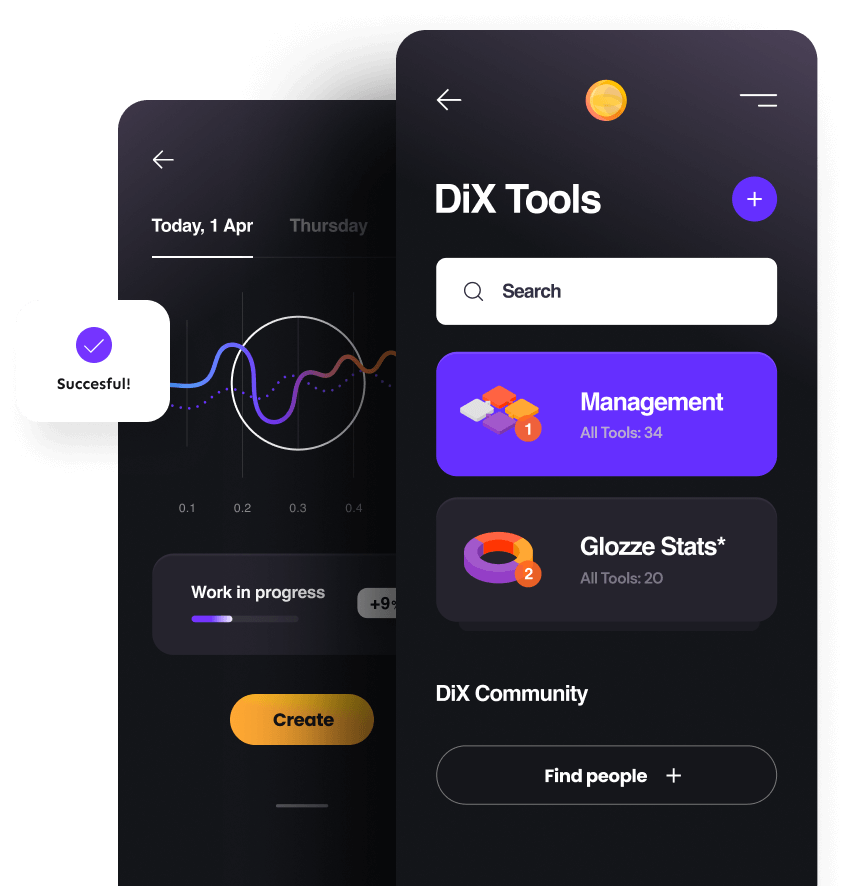 DiX Tools
Search
Management
All Tools: 34
1
Glozze Stats*
All Tools: 20
2
DiX Community
Find people +
Today, 1 Apr
Thursday
Succesful!
0.1 0.2 0.3 0.4
Work in progress
+9%
Create